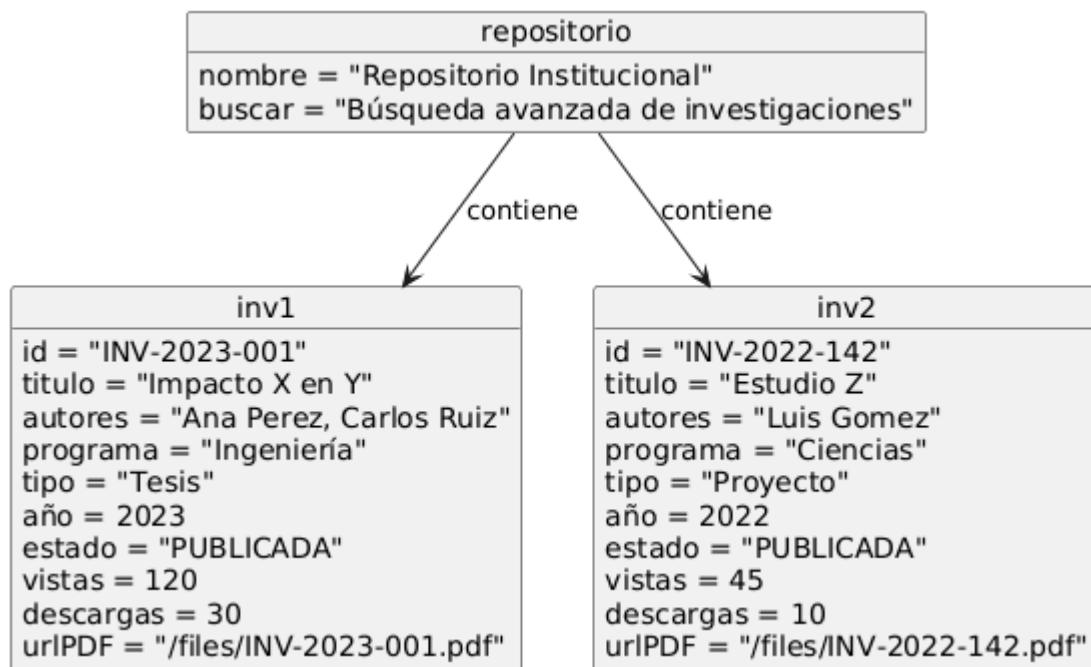 repositorio
nombre = "Repositorio Institucional"
buscar = "Búsqueda avanzada de investigaciones"
contiene
contiene
inv1
id = "INV-2023-001"
titulo = "Impacto X en Y"
autores = "Ana Perez, Carlos Ruiz"
programa = "Ingeniería"
tipo = "Tesis"
año = 2023
estado = "PUBLICADA"
vistas = 120
descargas = 30
urlPDF = "/files/INV-2023-001.pdf"
inv2
id = "INV-2022-142"
titulo = "Estudio Z"
autores = "Luis Gomez"
programa = "Ciencias"
tipo = "Proyecto"
año = 2022
estado = "PUBLICADA"
vistas = 45
descargas = 10
urlPDF = "/files/INV-2022-142.pdf"